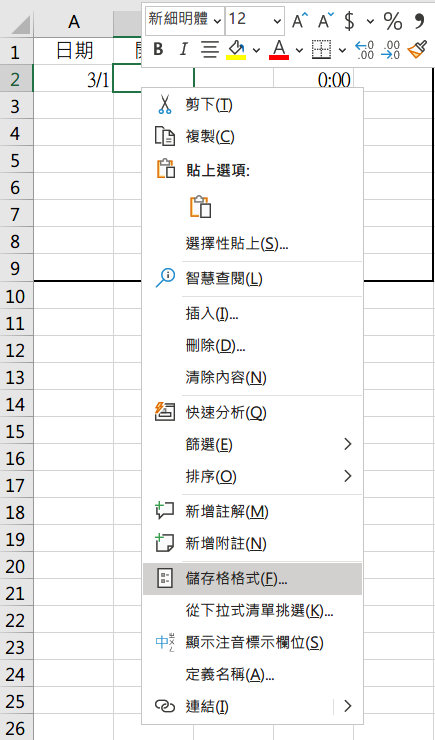 新細明體 12 A A $ % ,
B I A .00 .00
A
1 日期
2 3/1 0:00
剪下(T)
3
複製(C)
4
貼上選項:
5
6
7
選擇性貼上(S)...
8
智慧查閱(L)
9
10
插入(I)...
11
刪除(D)...
12
清除內容(N)
13
快速分析(Q)
14
篩選(E)
15
16
排序(O)
17
新增註解(M)
18
新增附註(N)
19
20
儲存格格式(F)...
21
從下拉式清單挑選(K)...
22
顯示注音標示欄位(S)
23
定義名稱(A)...
24
連結(I)
25
26